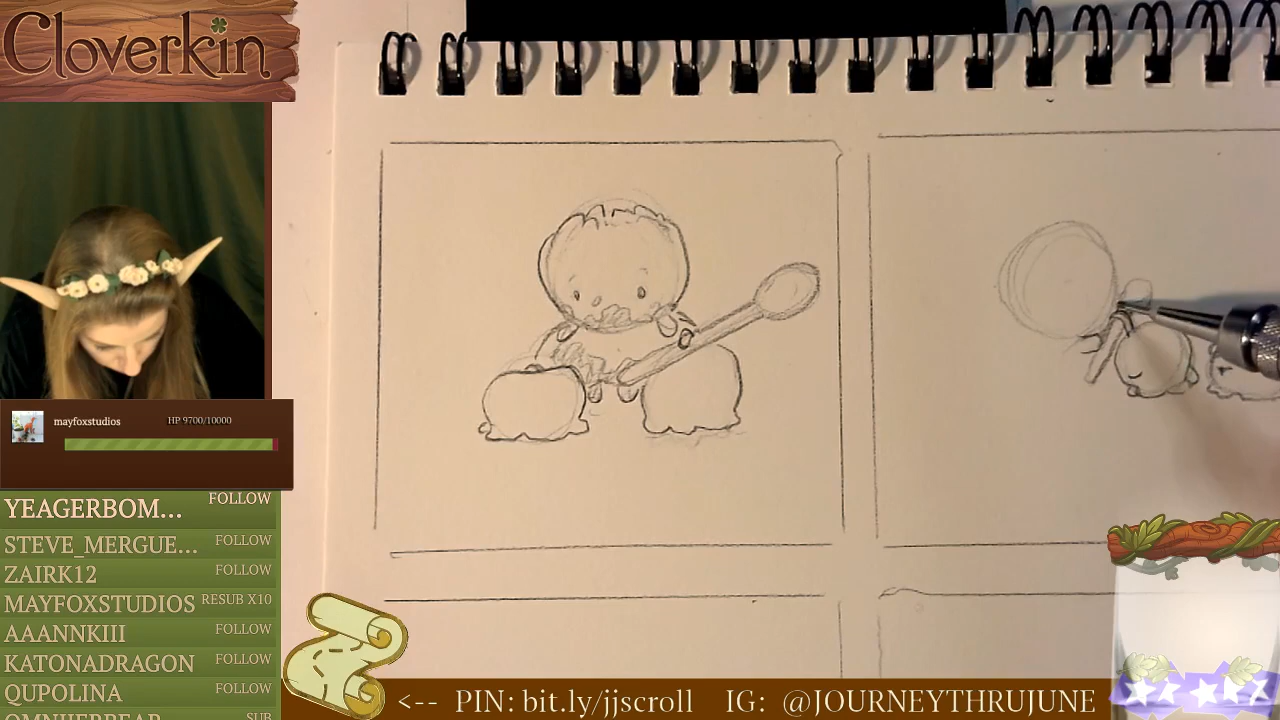 Cloverkin
mayfoxstudios HP 9700/10000
YEAGERBOM... FOLLOW
STEVE_MERGUE... FOLLOW
ZAIRK12 FOLLOW
MAYFOXSTUDIOS RESUB X10
AAANNKIII FOLLOW
KATONADRAGON FOLLOW
QUPOLINA FOLLOW
SUB
<-- PIN: bit.ly/jjscroll IG: @JOURNEYTHRUJUNE